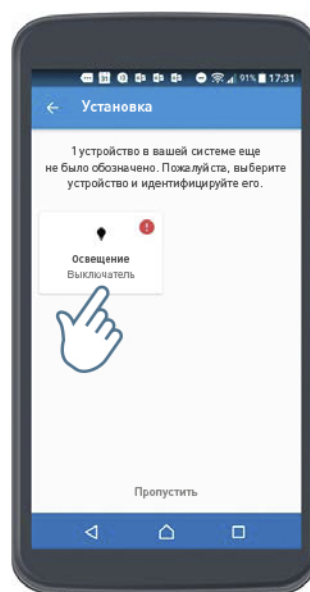 91% 17:31
Установка
1 устройство в вашей системе еще
не было обозначено. Пожалуйста, выберите
устройство и идентифицируйте его.
Освещение
Выключатель
Пропустить